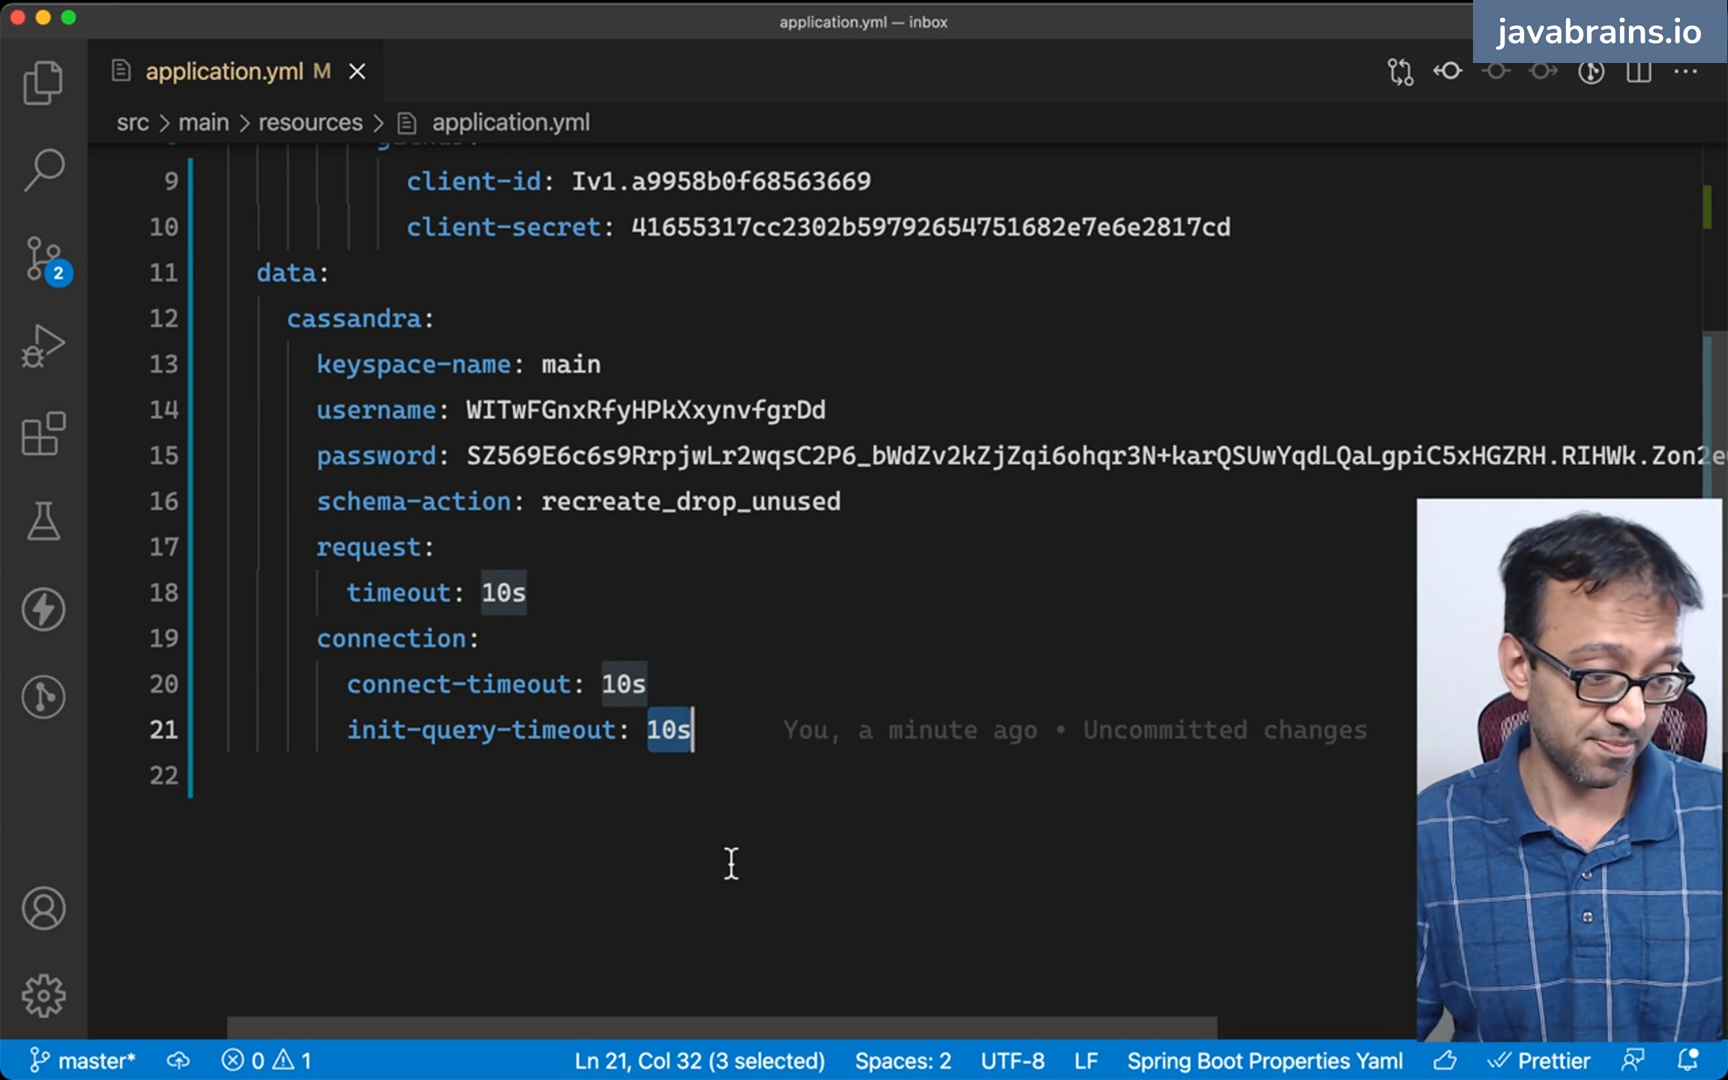 application.yml — inbox
javabrains.io
application.yml M
src > main > resources > application.yml
9 client-id: Iv1.a9958b0f68563669
10 client-secret: 41655317cc2302b59792654751682e7e6e2817cd
11 data:
12 cassandra:
13 keyspace-name: main
14 username: WITwFGnxRfyHPkXxynvfgrDd
15 password: SZ569E6c6s9RrpjwLr2wqsC2P6_bWdZv2kZjZqi6ohqr3N+karQSUwYqdLQaLgpiC5xHGZRH.RIHWk.Zon2e
16 schema-action: recreate_drop_unused
17 request:
18 timeout: 10s
19 connection:
20 connect-timeout: 10s
21 init-query-timeout: 10s You, a minute ago • Uncommitted changes
22
2
master* 0 1 Ln 21, Col 32 (3 selected) Spaces: 2 UTF-8 LF Spring Boot Properties Yaml Prettier